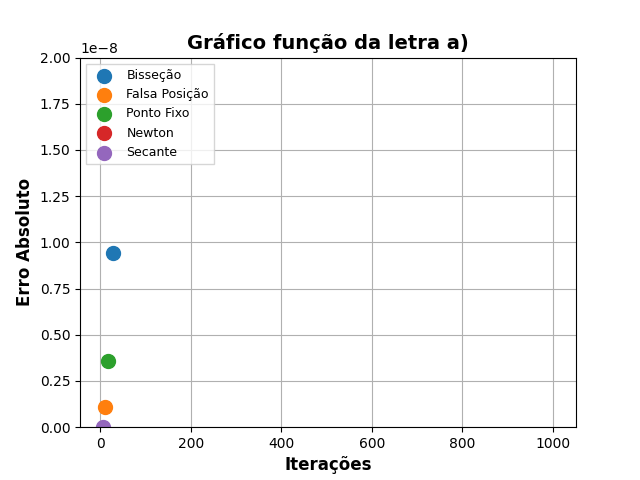 Gráfico função da letra a)
1e−8
2.00
1.75
1.50
1.25
1.00
0.75
0.50
0.25
0.00
Erro Absoluto
Bisseção
Falsa Posição
Ponto Fixo
Newton
Secante
0 200 400 600 800 1000
Iterações